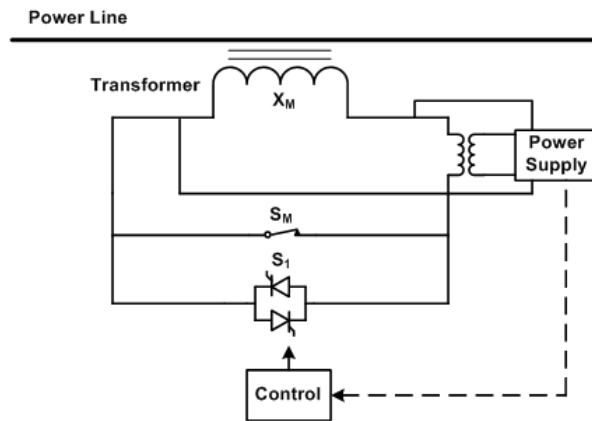 Power Line
Transformer
X_M
Power
Supply
S_M
S_1
Control